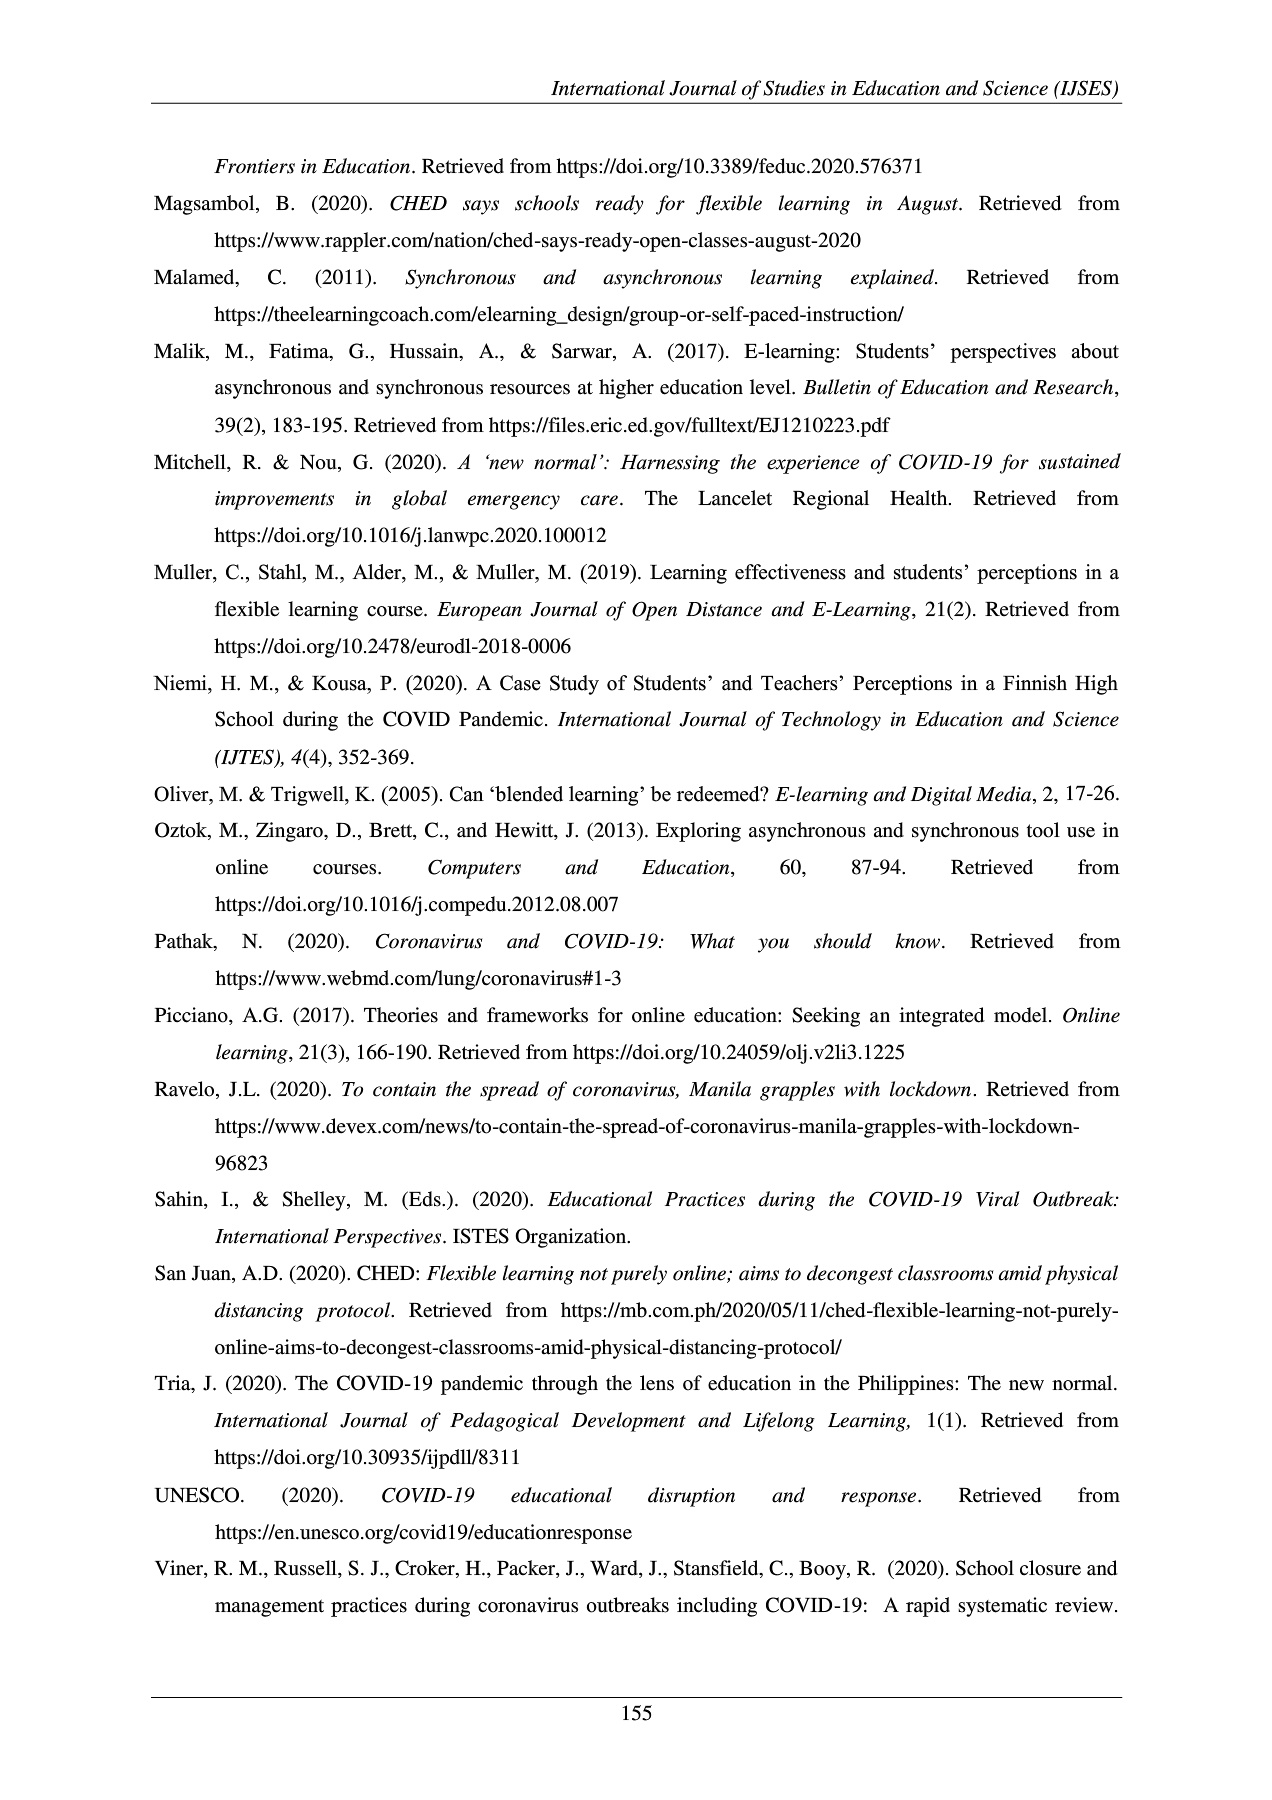 International Journal of Studies in Education and Science (IJSES)
Frontiers in Education. Retrieved from https://doi.org/10.3389/feduc.2020.576371
Magsambol, B. (2020). CHED says schools ready for flexible learning in August. Retrieved from
https://www.rappler.com/nation/ched-says-ready-open-classes-august-2020
Malamed, C. (2011). Synchronous and asynchronous learning explained. Retrieved from
https://theelearningcoach.com/elearning_design/group-or-self-paced-instruction/
Malik, M., Fatima, G., Hussain, A., & Sarwar, A. (2017). E-learning: Students’ perspectives about
asynchronous and synchronous resources at higher education level. Bulletin of Education and Research,
39(2), 183-195. Retrieved from https://files.eric.ed.gov/fulltext/EJ1210223.pdf
Mitchell, R. & Nou, G. (2020). A ‘new normal’: Harnessing the experience of COVID-19 for sustained
improvements in global emergency care. The Lancelet Regional Health. Retrieved from
https://doi.org/10.1016/j.lanwpc.2020.100012
Muller, C., Stahl, M., Alder, M., & Muller, M. (2019). Learning effectiveness and students’ perceptions in a
flexible learning course. European Journal of Open Distance and E-Learning, 21(2). Retrieved from
https://doi.org/10.2478/eurodl-2018-0006
Niemi, H. M., & Kousa, P. (2020). A Case Study of Students’ and Teachers’ Perceptions in a Finnish High
School during the COVID Pandemic. International Journal of Technology in Education and Science
(IJTES), 4(4), 352-369.
Oliver, M. & Trigwell, K. (2005). Can ‘blended learning’ be redeemed? E-learning and Digital Media, 2, 17-26.
Oztok, M., Zingaro, D., Brett, C., and Hewitt, J. (2013). Exploring asynchronous and synchronous tool use in
online courses. Computers and Education, 60, 87-94. Retrieved from
https://doi.org/10.1016/j.compedu.2012.08.007
Pathak, N. (2020). Coronavirus and COVID-19: What you should know. Retrieved from
https://www.webmd.com/lung/coronavirus#1-3
Picciano, A.G. (2017). Theories and frameworks for online education: Seeking an integrated model. Online
learning, 21(3), 166-190. Retrieved from https://doi.org/10.24059/olj.v2li3.1225
Ravelo, J.L. (2020). To contain the spread of coronavirus, Manila grapples with lockdown. Retrieved from
https://www.devex.com/news/to-contain-the-spread-of-coronavirus-manila-grapples-with-lockdown-
96823
Sahin, I., & Shelley, M. (Eds.). (2020). Educational Practices during the COVID-19 Viral Outbreak:
International Perspectives. ISTES Organization.
San Juan, A.D. (2020). CHED: Flexible learning not purely online; aims to decongest classrooms amid physical
distancing protocol. Retrieved from https://mb.com.ph/2020/05/11/ched-flexible-learning-not-purely-
online-aims-to-decongest-classrooms-amid-physical-distancing-protocol/
Tria, J. (2020). The COVID-19 pandemic through the lens of education in the Philippines: The new normal.
International Journal of Pedagogical Development and Lifelong Learning, 1(1). Retrieved from
https://doi.org/10.30935/ijpdll/8311
UNESCO. (2020). COVID-19 educational disruption and response. Retrieved from
https://en.unesco.org/covid19/educationresponse
Viner, R. M., Russell, S. J., Croker, H., Packer, J., Ward, J., Stansfield, C., Booy, R. (2020). School closure and
management practices during coronavirus outbreaks including COVID-19: A rapid systematic review.
155